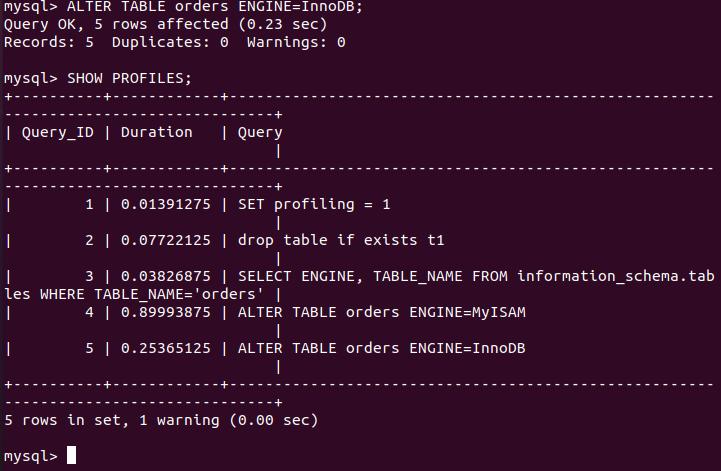 mysql> ALTER TABLE orders ENGINE=InnoDB;
Query OK, 5 rows affected (0.23 sec)
Records: 5  Duplicates: 0  Warnings: 0

mysql> SHOW PROFILES;
+----------+------------+------------------------------------------------------
------------------------------+
| Query_ID | Duration   | Query
                              |
+----------+------------+------------------------------------------------------
------------------------------+
|        1 | 0.01391275 | SET profiling = 1
                              |
|        2 | 0.07722125 | drop table if exists t1
                              |
|        3 | 0.03826875 | SELECT ENGINE, TABLE_NAME FROM information_schema.tab
les WHERE TABLE_NAME='orders' |
|        4 | 0.89993875 | ALTER TABLE orders ENGINE=MyISAM
                              |
|        5 | 0.25365125 | ALTER TABLE orders ENGINE=InnoDB
                              |
+----------+------------+------------------------------------------------------
------------------------------+
5 rows in set, 1 warning (0.00 sec)

mysql>